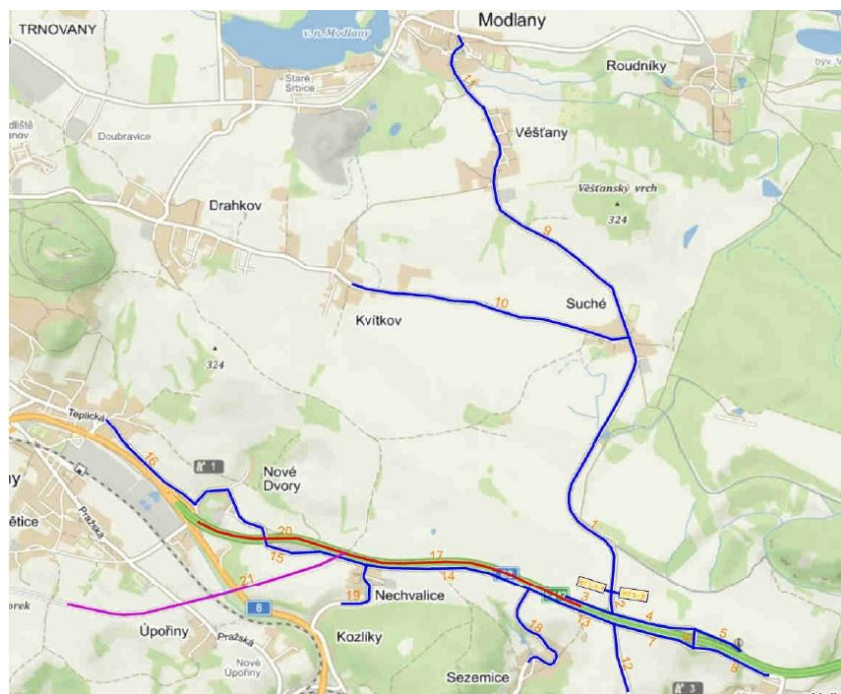 Modlany
TRNOVANY
v. n. Modlany
Roudníky
Staré
Srbice
11
Doubravice
Věšťany
Věšťanský vrch
324
Drahkov
9
10
Suché
Kvítkov
324
Teplická
16
1
Nové
Dvory
Pražská
1
20
17
15
14
21
3
2
4
5
19
13
7
6
8
Nechvalice
Úpořiny
Pražská
Kozlíky
18
Nové
Úpořiny
Sezemice
12
3